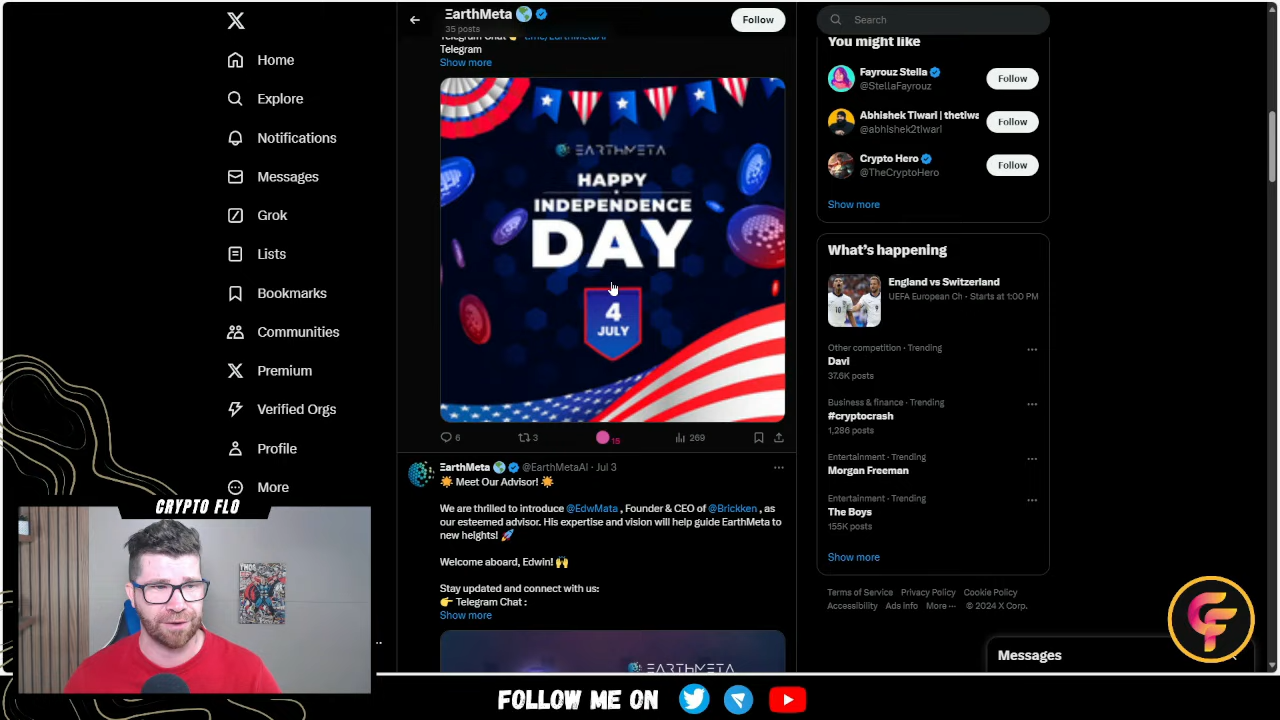 ΞarthMeta
35 posts
Follow
Search
Telegram
Show more
EARTHMETA
HAPPY
INDEPENDENCE
DAY
4
JULY
6
3
15
269
ΞarthMeta @EarthMetaAI · Jul 3
☀️ Meet Our Advisor! ☀️
We are thrilled to introduce @EdwMata , Founder & CEO of @Brickken , as
our esteemed advisor. His expertise and vision will help guide EarthMeta to
new heights! 🚀
Welcome aboard, Edwin! 🙌
Stay updated and connect with us:
👉 Telegram Chat :
Show more
EARTHMETA
Home
Explore
Notifications
Messages
Grok
Lists
Bookmarks
Communities
Premium
Verified Orgs
Profile
More
You might like
Fayrouz Stella
@StellaFayrouz
Follow
Abhishek Tiwari | thetiwa
@abhishek2tiwari
Follow
Crypto Hero
@TheCryptoHero
Follow
Show more
What's happening
England vs Switzerland
UEFA European Ch · Starts at 1:00 PM
Other competition · Trending
Davi
37.6K posts
Business & finance · Trending
#cryptocrash
1,286 posts
Entertainment · Trending
Morgan Freeman
Entertainment · Trending
The Boys
155K posts
Show more
Terms of Service Privacy Policy Cookie Policy
Accessibility Ads info More ··· © 2024 X Corp.
Messages
CRYPTO FLO
FOLLOW ME ON